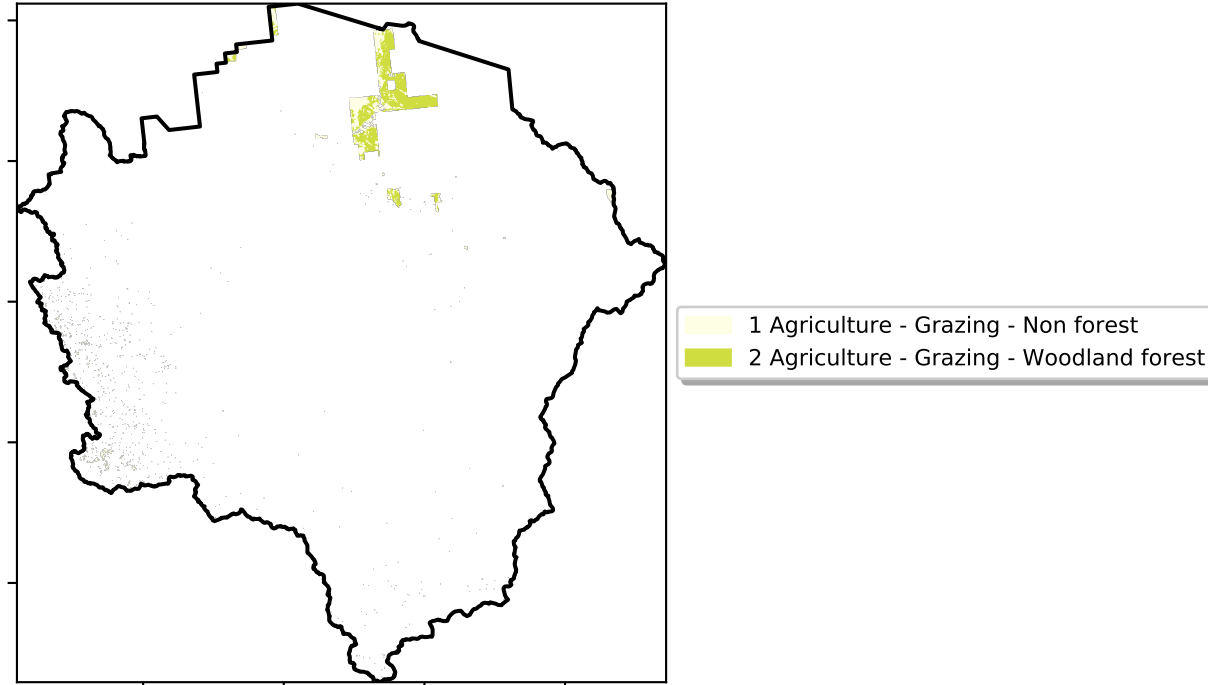 1 Agriculture - Grazing - Non forest
2 Agriculture - Grazing - Woodland forest